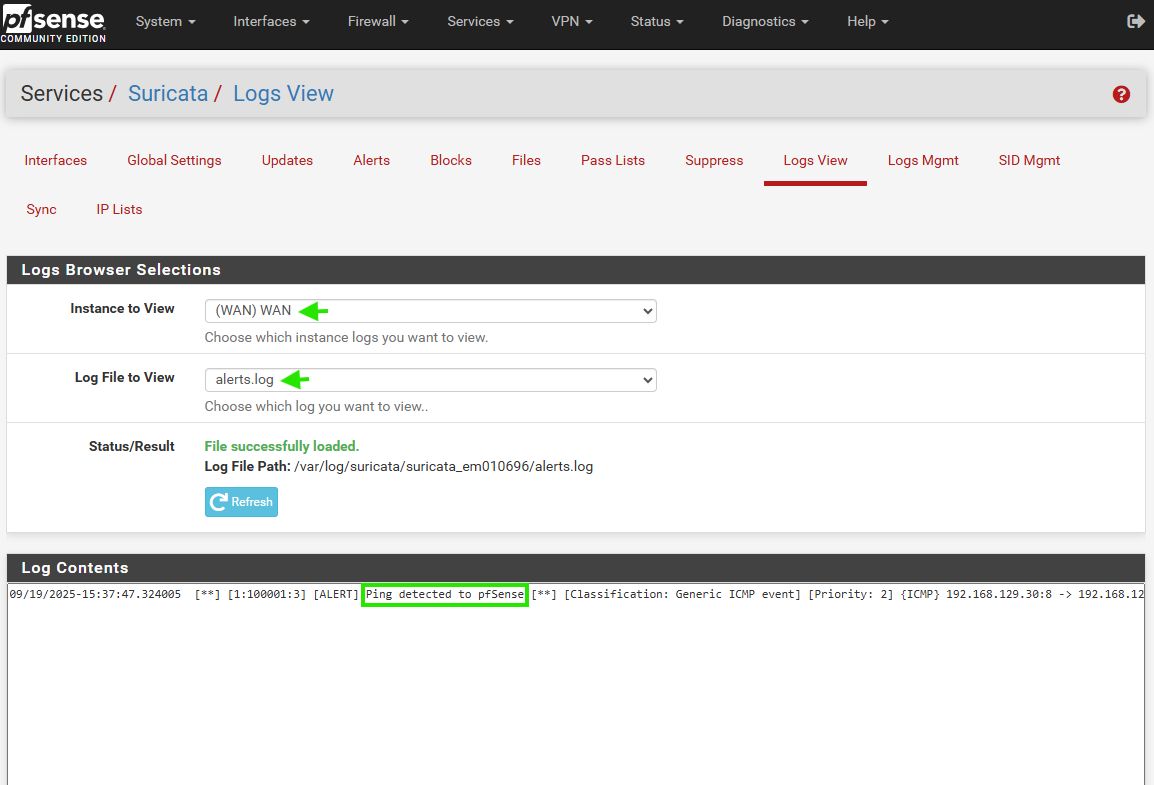 pfsense
COMMUNITY EDITION
System Interfaces Firewall Services VPN Status Diagnostics Help
Services / Suricata / Logs View
Interfaces Global Settings Updates Alerts Blocks Files Pass Lists Suppress Logs View Logs Mgmt SID Mgmt
Sync IP Lists
Logs Browser Selections
Instance to View (WAN) WAN
Choose which instance logs you want to view.
Log File to View alerts.log
Choose which log you want to view..
Status/Result File successfully loaded.
Log File Path: /var/log/suricata/suricata_em010696/alerts.log
Refresh
Log Contents
09/19/2025-15:37:47.324005 [**] [1:100001:3] [ALERT] Ping detected to pfSense [**] [Classification: Generic ICMP event] [Priority: 2] {ICMP} 192.168.129.30:8 -> 192.168.12